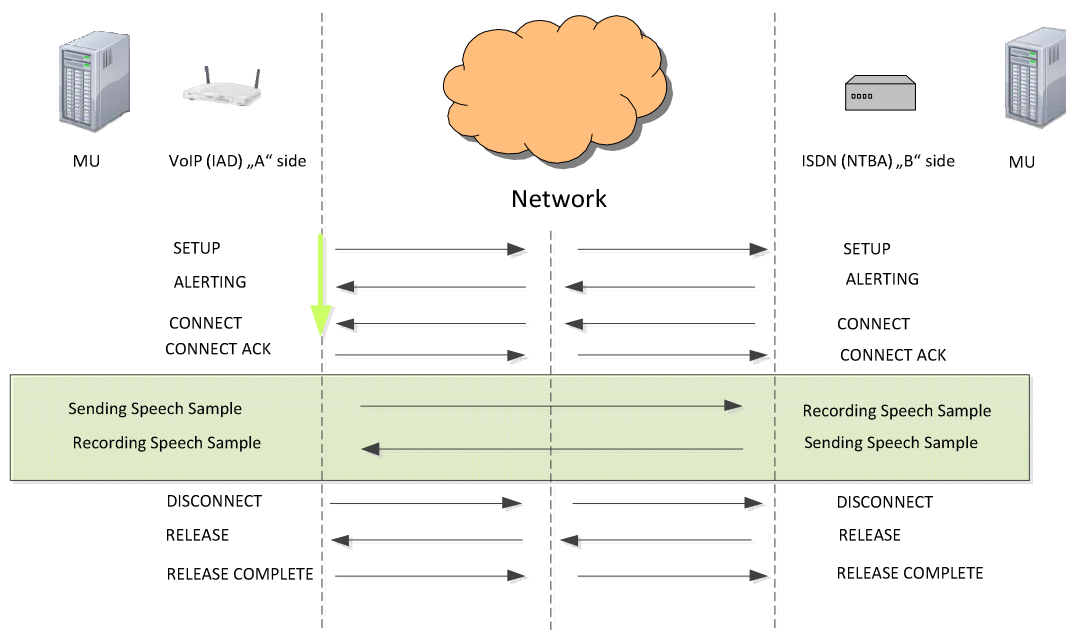 MU
VoIP (IAD) „A“ side
ISDN (NTBA) „B“ side
MU
Network
SETUP
SETUP
ALERTING
ALERTING
CONNECT
CONNECT
CONNECT ACK
CONNECT ACK
Sending Speech Sample
Recording Speech Sample
Recording Speech Sample
Sending Speech Sample
DISCONNECT
DISCONNECT
RELEASE
RELEASE
RELEASE COMPLETE
RELEASE COMPLETE